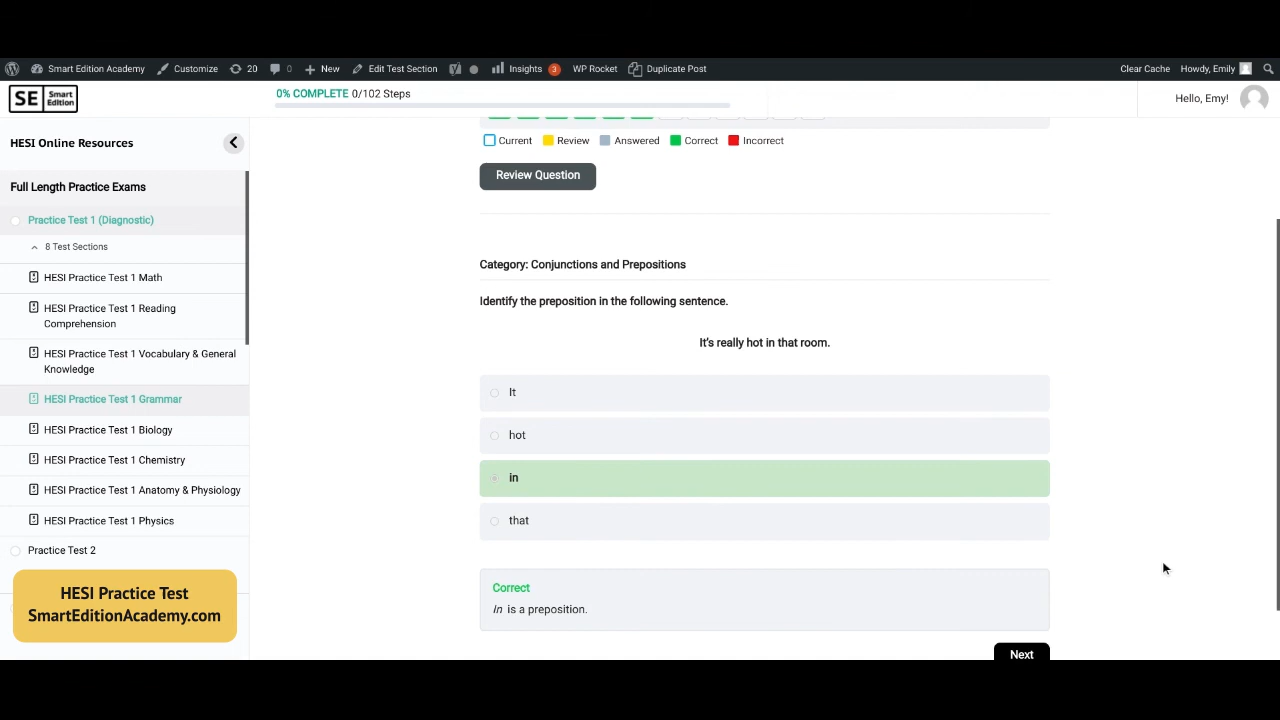 Smart Edition Academy Customize 20 0 New Edit Test Section Insights 3 WP Rocket Duplicate Post Clear Cache Howdy, Emily
SE Smart Edition
0% COMPLETE 0/102 Steps
Hello, Emy!
HESI Online Resources
Full Length Practice Exams
Practice Test 1 (Diagnostic)
8 Test Sections
HESI Practice Test 1 Math
HESI Practice Test 1 Reading
Comprehension
HESI Practice Test 1 Vocabulary & General
Knowledge
HESI Practice Test 1 Grammar
HESI Practice Test 1 Biology
HESI Practice Test 1 Chemistry
HESI Practice Test 1 Anatomy & Physiology
HESI Practice Test 1 Physics
Practice Test 2
HESI Practice Test
SmartEditionAcademy.com
Current Review Answered Correct Incorrect
Review Question
Category: Conjunctions and Prepositions
Identify the preposition in the following sentence.
It's really hot in that room.
It
hot
in
that
Correct
In is a preposition.
Next